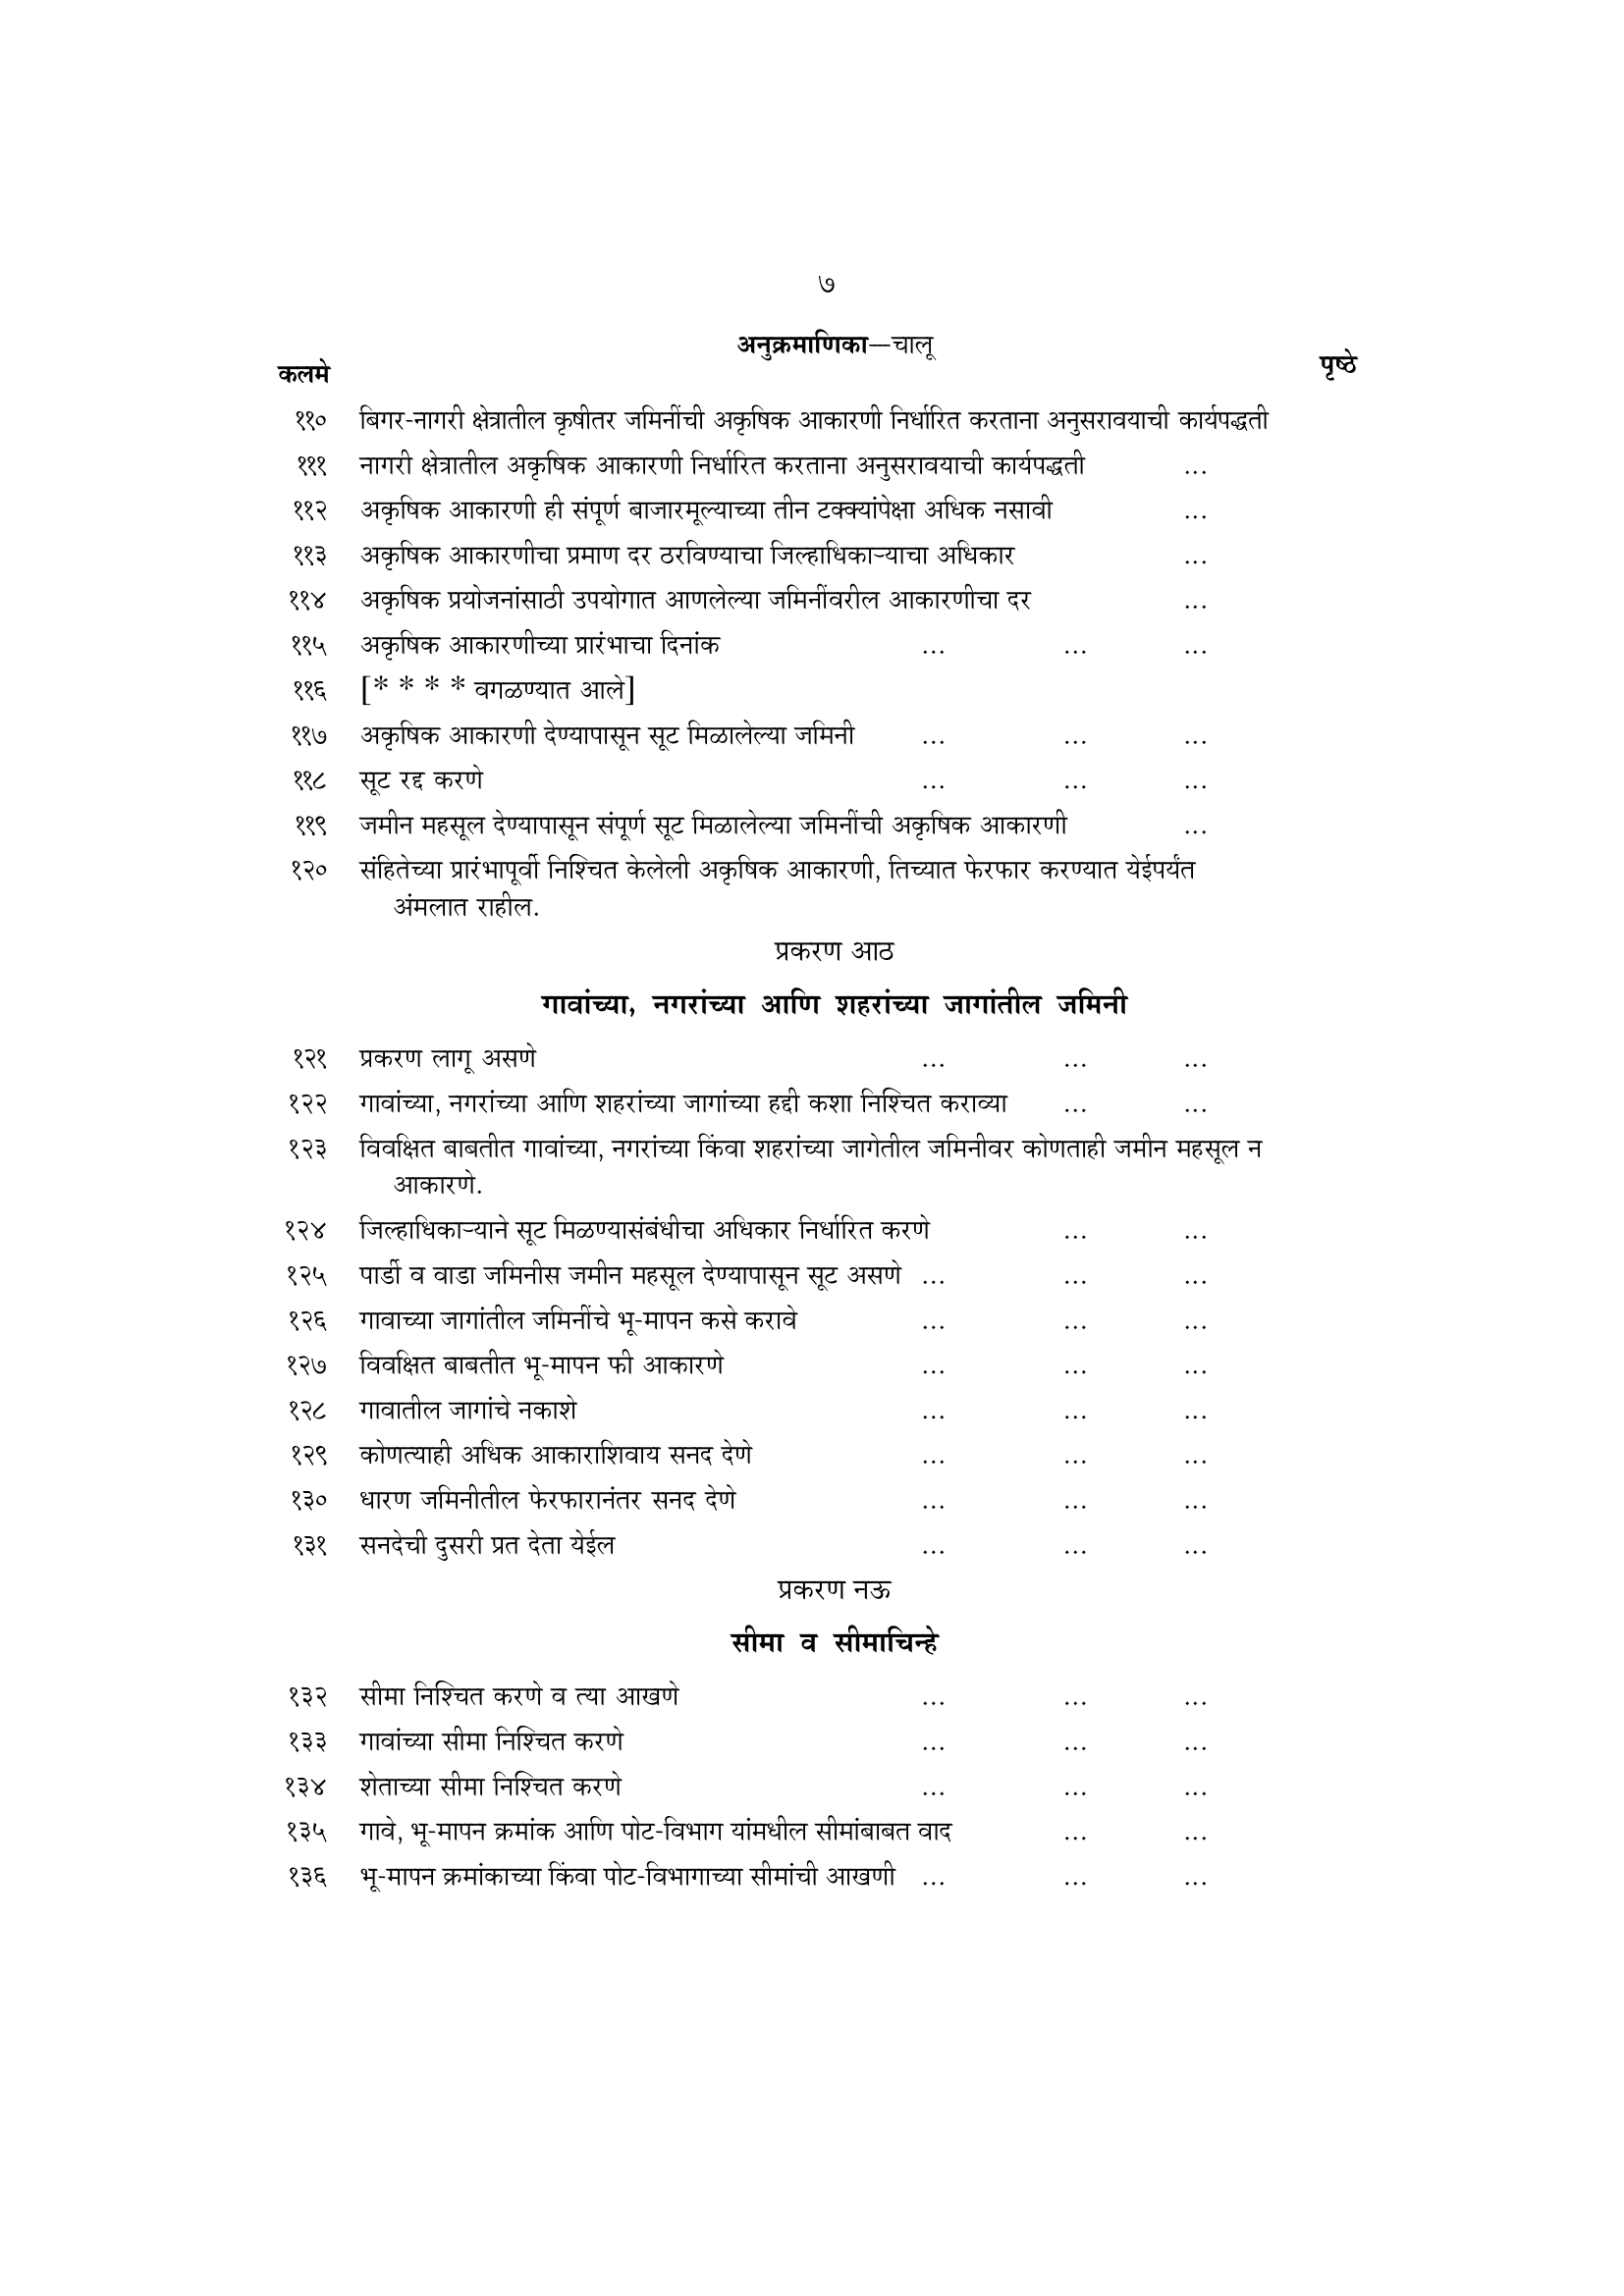 ७
अनुक्रमाणिका—चालू
कलमे पृष्ठे
११० बिगर-नागरी क्षेत्रातील कृषीतर जमिनींची अकृषिक आकारणी निर्धारित करताना अनुसरावयाची कार्यपद्धती
१११ नागरी क्षेत्रातील अकृषिक आकारणी निर्धारित करताना अनुसरावयाची कार्यपद्धती ...
११२ अकृषिक आकारणी ही संपूर्ण बाजारमूल्याच्या तीन टक्क्यांपेक्षा अधिक नसावी ...
११३ अकृषिक आकारणीचा प्रमाण दर ठरविण्याचा जिल्हाधिकाऱ्याचा अधिकार ...
११४ अकृषिक प्रयोजनांसाठी उपयोगात आणलेल्या जमिनींवरील आकारणीचा दर ...
११५ अकृषिक आकारणीच्या प्रारंभाचा दिनांक ... ... ...
११६ [* * * * वगळण्यात आले]
११७ अकृषिक आकारणी देण्यापासून सूट मिळालेल्या जमिनी ... ... ...
११८ सूट रद्द करणे ... ... ...
११९ जमीन महसूल देण्यापासून संपूर्ण सूट मिळालेल्या जमिनींची अकृषिक आकारणी ...
१२० संहितेच्या प्रारंभापूर्वी निश्चित केलेली अकृषिक आकारणी, तिच्यात फेरफार करण्यात येईपर्यंत
अंमलात राहील.
प्रकरण आठ
गावांच्या, नगरांच्या आणि शहरांच्या जागांतील जमिनी
१२१ प्रकरण लागू असणे ... ... ...
१२२ गावांच्या, नगरांच्या आणि शहरांच्या जागांच्या हद्दी कशा निश्चित कराव्या ... ...
१२३ विवक्षित बाबतीत गावांच्या, नगरांच्या किंवा शहरांच्या जागेतील जमिनीवर कोणताही जमीन महसूल न
आकारणे.
१२४ जिल्हाधिकाऱ्याने सूट मिळण्यासंबंधीचा अधिकार निर्धारित करणे ... ...
१२५ पार्डी व वाडा जमिनीस जमीन महसूल देण्यापासून सूट असणे ... ... ...
१२६ गावाच्या जागांतील जमिनींचे भू-मापन कसे करावे ... ... ...
१२७ विवक्षित बाबतीत भू-मापन फी आकारणे ... ... ...
१२८ गावातील जागांचे नकाशे ... ... ...
१२९ कोणत्याही अधिक आकाराशिवाय सनद देणे ... ... ...
१३० धारण जमिनीतील फेरफारानंतर सनद देणे ... ... ...
१३१ सनदेची दुसरी प्रत देता येईल ... ... ...
प्रकरण नऊ
सीमा व सीमाचिन्हे
१३२ सीमा निश्चित करणे व त्या आखणे ... ... ...
१३३ गावांच्या सीमा निश्चित करणे ... ... ...
१३४ शेताच्या सीमा निश्चित करणे ... ... ...
१३५ गावे, भू-मापन क्रमांक आणि पोट-विभाग यांमधील सीमांबाबत वाद ... ...
१३६ भू-मापन क्रमांकाच्या किंवा पोट-विभागाच्या सीमांची आखणी ... ... ...